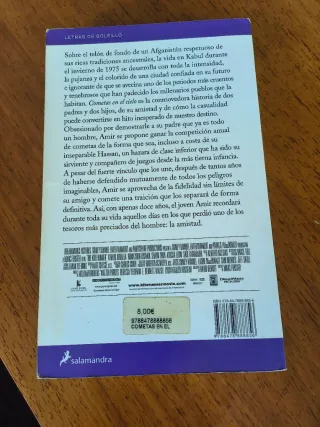 LETRAS DE BOLSILLO
Sobre el telón de fondo de un Afganistán respetuoso de
sus ricas tradiciones ancestrales, la vida en Kabul durante
el invierno de 1975 se desarrolla con toda la intensidad,
la pujanza y el colorido de una ciudad confiada en su futuro
e ignorante de que se avecina uno de los periodos más cruentos
y tenebrosos que han padecido los milenarios pueblos que la
habitan. Cometas en el cielo es la conmovedora historia de dos
padres y dos hijos, de su amistad y de cómo la casualidad
puede convertirse en hito inesperado de nuestro destino.
Obsesionado por demostrarle a su padre que ya es todo
un hombre, Amir se propone ganar la competición anual
de cometas de la forma que sea, incluso a costa de su
inseparable Hassan, un hazara de clase inferior que ha sido su
sirviente y compañero de juegos desde la más tierna infancia.
A pesar del fuerte vínculo que los une, después de tantos años
de haberse defendido mutuamente de todos los peligros
imaginables, Amir se aprovecha de la fidelidad sin límites de
su amigo y comete una traición que los separará de forma
definitiva. Así, con apenas doce años, el joven Amir recordará
durante toda su vida aquellos días en los que perdió uno de los
tesoros más preciados del hombre: la amistad.
5,00€
9788478888856
COMETAS EN EL
salamandra